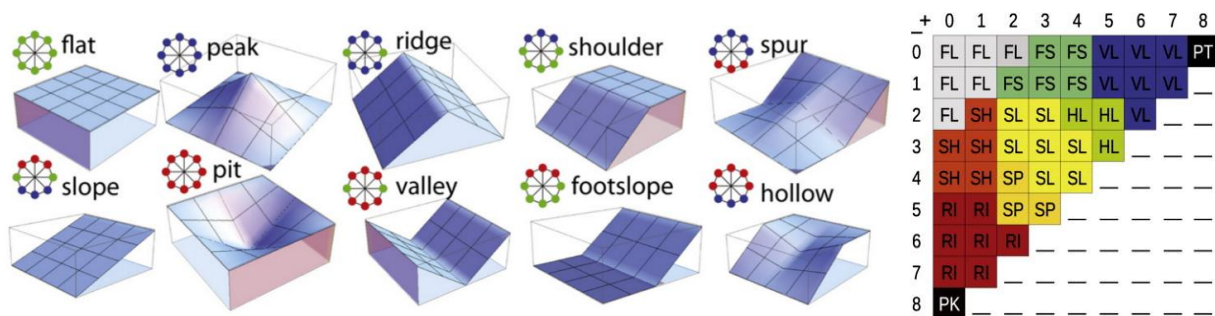 flat
peak
ridge
shoulder
spur
slope
pit
valley
footslope
hollow
+ 0 1 2 3 4 5 6 7 8
−
0 FL FL FL FS FS VL VL VL PT
1 FL FL FS FS FS VL VL VL _
2 FL SH SL SL HL HL VL _ _
3 SH SH SL SL SL HL _ _ _
4 SH SH SP SL SL _ _ _ _
5 RI RI SP SP _ _ _ _ _
6 RI RI RI _ _ _ _ _ _
7 RI RI _ _ _ _ _ _ _
8 PK _ _ _ _ _ _ _ _